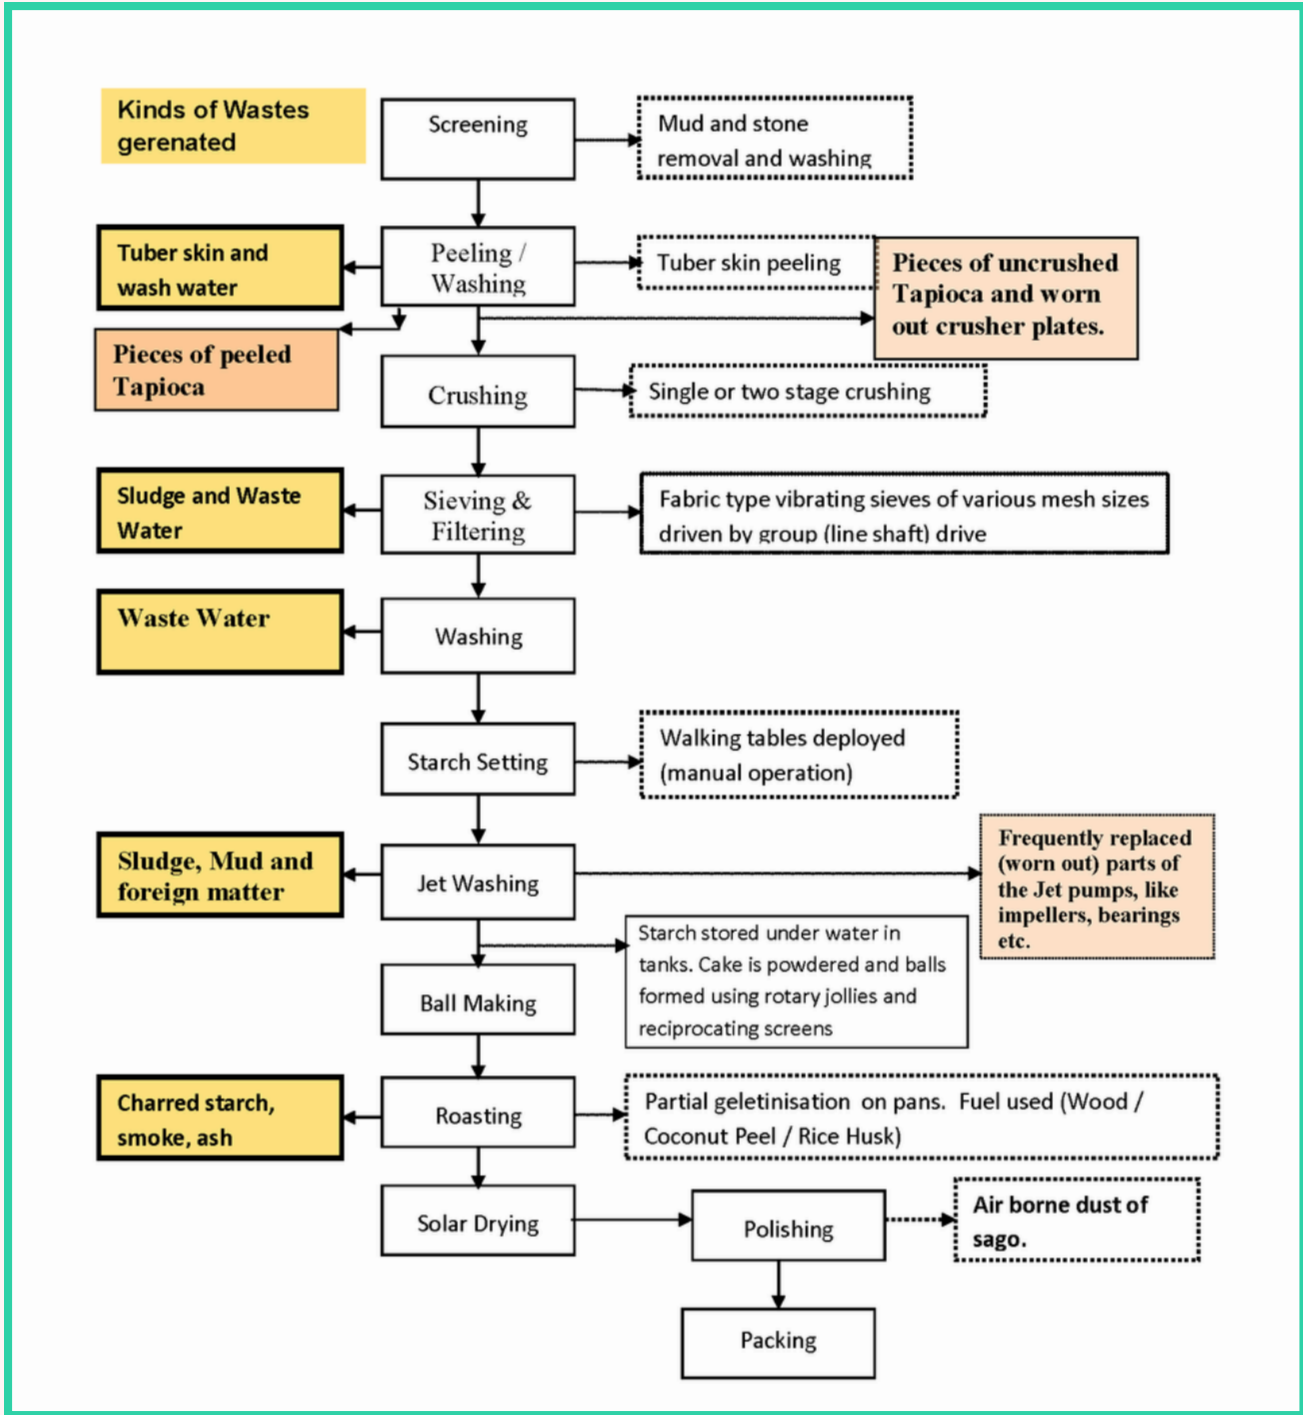 Kinds of Wastes
gerenated
Screening
Mud and stone
removal and washing
Tuber skin and
wash water
Peeling /
Washing
Tuber skin peeling
Pieces of uncrushed
Tapioca and worn
out crusher plates.
Pieces of peeled
Tapioca
Crushing
Single or two stage crushing
Sludge and Waste
Water
Sieving &
Filtering
Fabric type vibrating sieves of various mesh sizes
driven by group (line shaft) drive
Waste Water
Washing
Starch Setting
Walking tables deployed
(manual operation)
Sludge, Mud and
foreign matter
Jet Washing
Frequently replaced
(worn out) parts of
the Jet pumps, like
impellers, bearings
etc.
Starch stored under water in
tanks. Cake is powdered and balls
formed using rotary jollies and
reciprocating screens
Ball Making
Charred starch,
smoke, ash
Roasting
Partial geletinisation on pans. Fuel used (Wood /
Coconut Peel / Rice Husk)
Solar Drying
Polishing
Air borne dust of
sago.
Packing